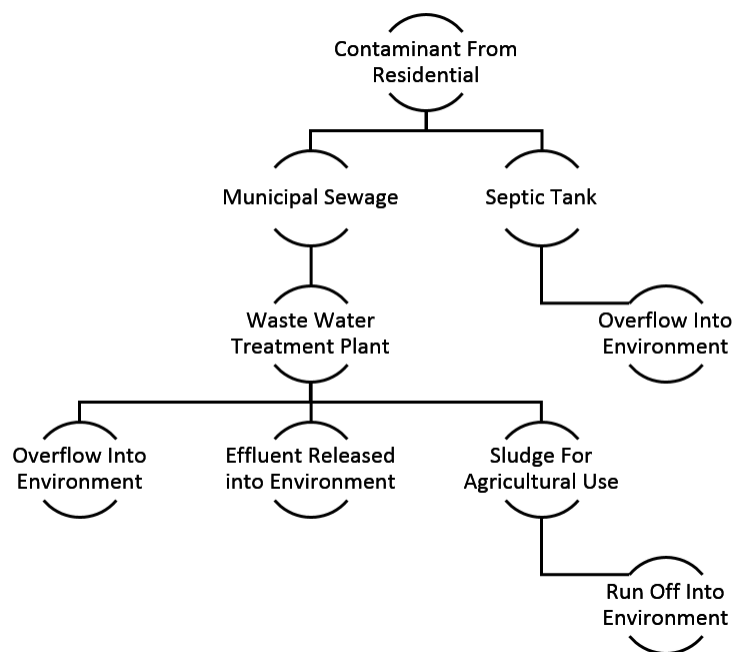 Contaminant From
Residential
Municipal Sewage
Septic Tank
Waste Water
Treatment Plant
Overflow Into
Environment
Overflow Into
Environment
Effluent Released
into Environment
Sludge For
Agricultural Use
Run Off Into
Environment